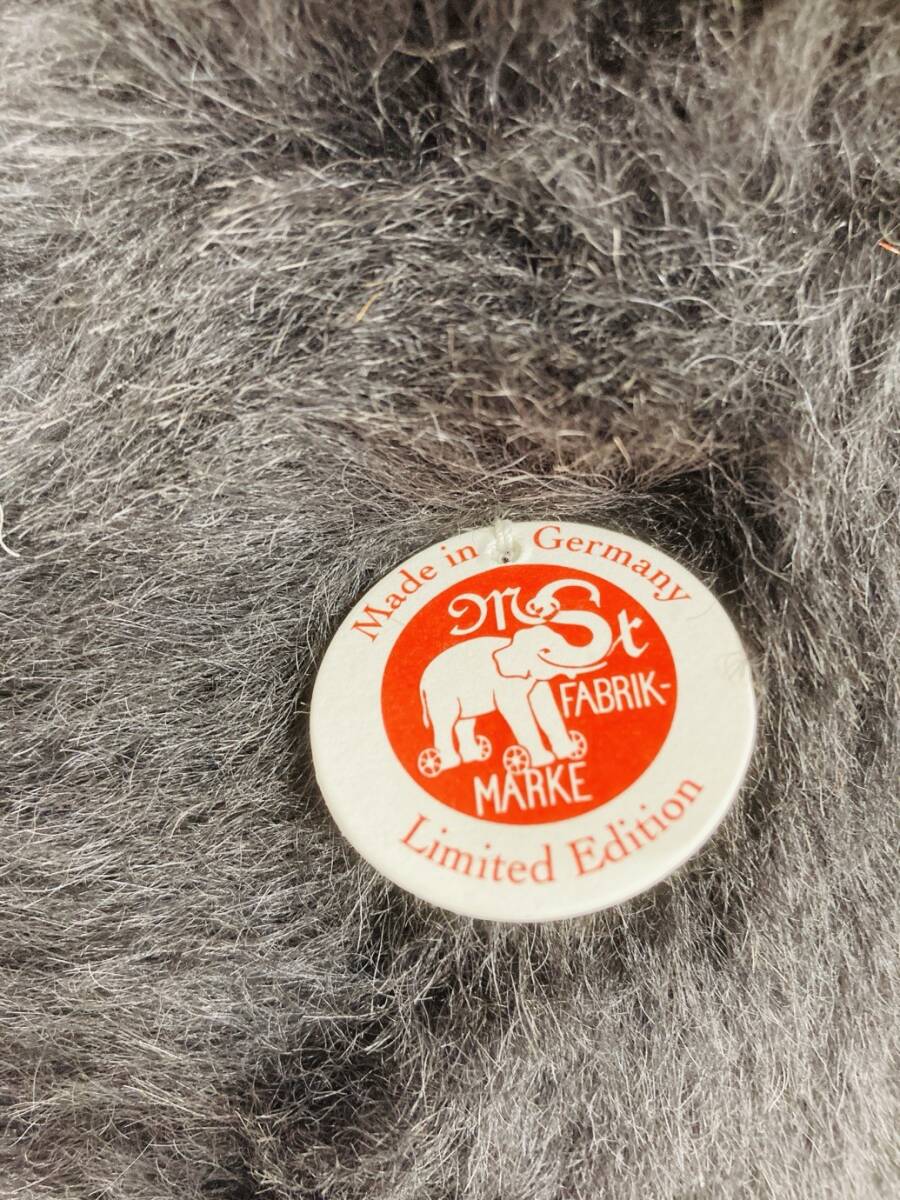 Made in Germany
MSt
FABRIK-
MARKE
Limited Edition